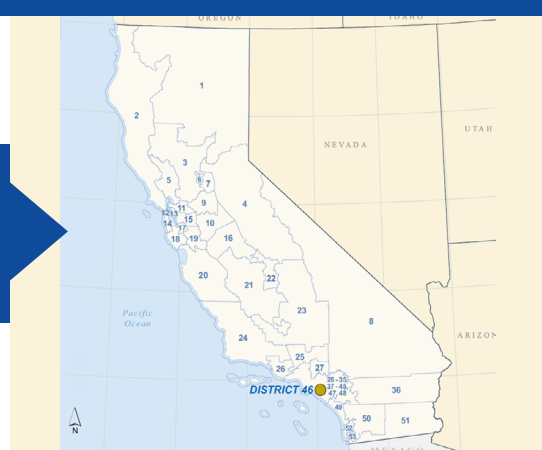 OREGON
IDAHO
1
2
NEVADA
UTAH
3
5
6
7
4
9
11
12
13
10
14
15
17
18
19
16
20
22
21
23
Pacific
Ocean
8
24
ARIZON
25
26
27
28 - 35,
37 - 45,
47, 48
DISTRICT 46
36
49
50
51
52
53
N
MEXICO